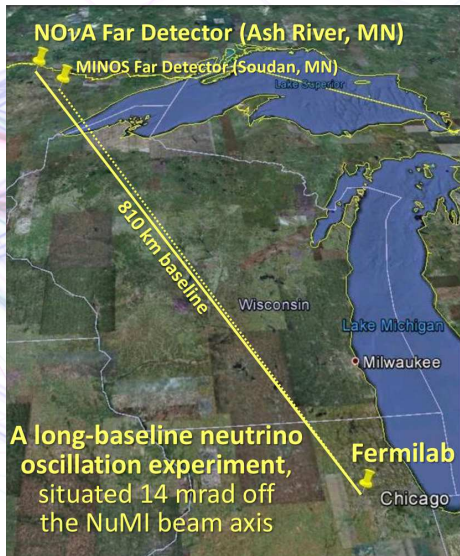 NOνA Far Detector (Ash River, MN)
MINOS Far Detector (Soudan, MN)
Lake Superior
810 km baseline
Wisconsin
Lake Michigan
Milwaukee
A long-baseline neutrino
oscillation experiment,
situated 14 mrad off
the NuMI beam axis
Fermilab
Chicago